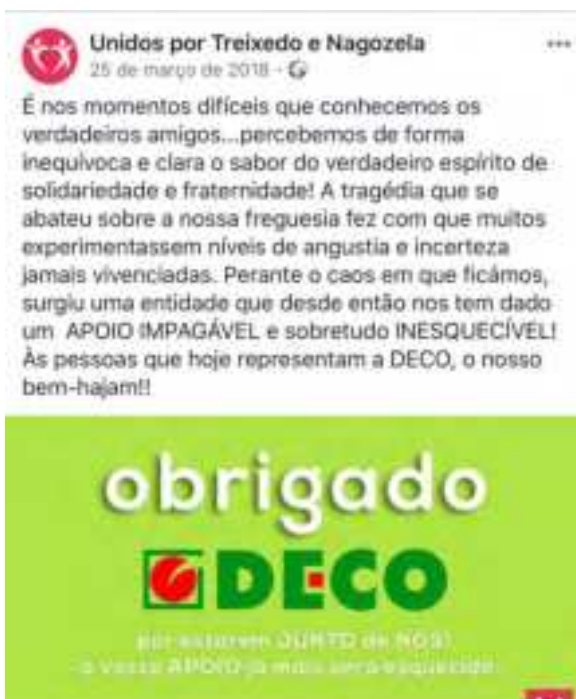 Unidos por Treixedo e Nagozela
25 de março de 2018
É nos momentos difíceis que conhecemos os
verdadeiros amigos...percebemos de forma
inequívoca e clara o sabor do verdadeiro espírito de
solidariedade e fraternidade! A tragédia que se
abateu sobre a nossa freguesia fez com que muitos
experimentassem níveis de angustia e incerteza
jamais vivenciadas. Perante o caos em que ficámos,
surgiu uma entidade que desde então nos tem dado
um APOIO IMPAGÁVEL e sobretudo INESQUECÍVEL!
Às pessoas que hoje representam a DECO, o nosso
bem-hajam!!
obrigado
DECO
por estarem JUNTO de NÓS!
o vosso APOIO já mais será esquecido